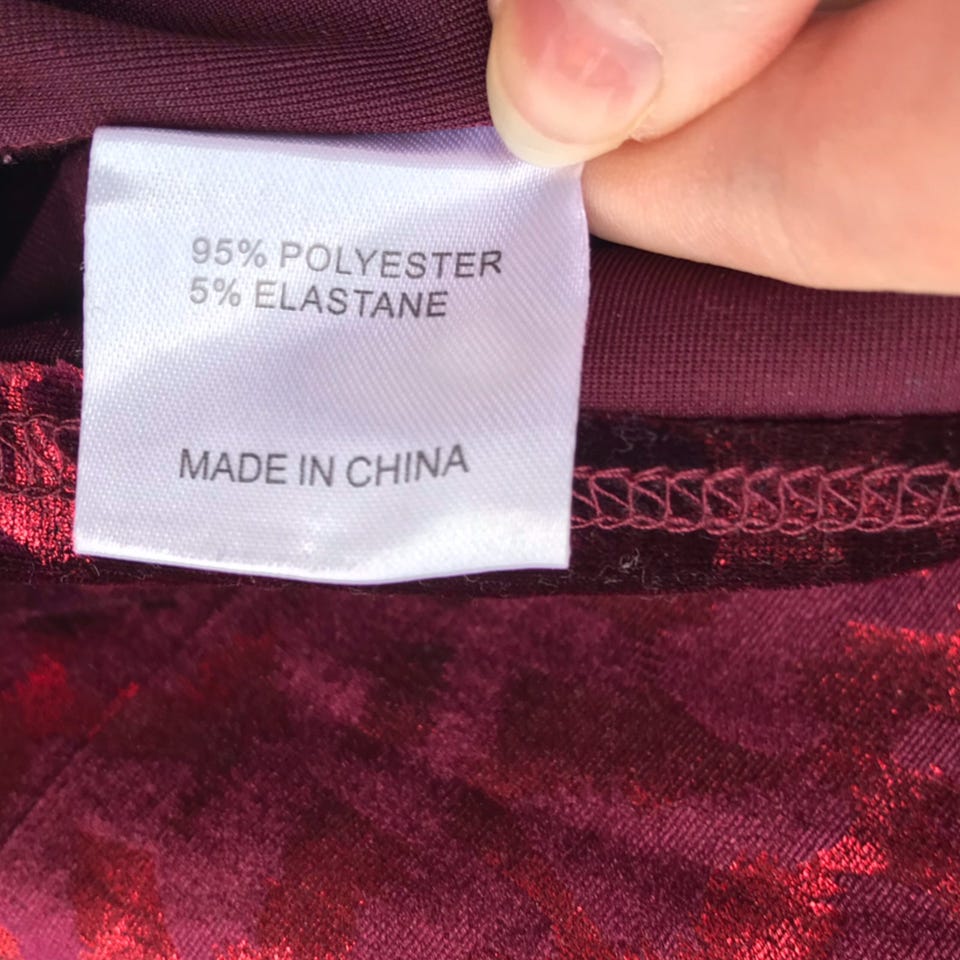 95% POLYESTER
5% ELASTANE
MADE IN CHINA